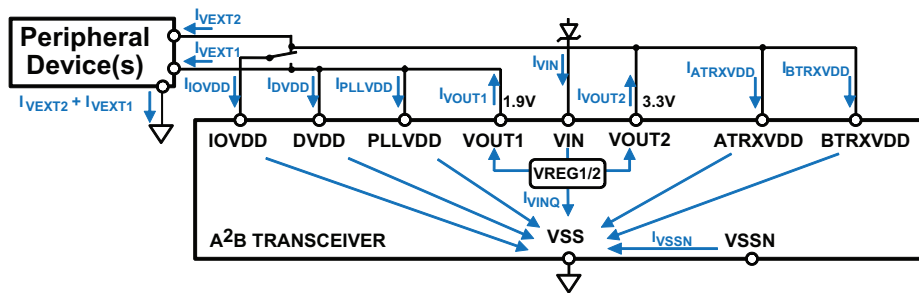 Peripheral
Device(s)
IVEXT2
IVEXT1
IVEXT2 + IVEXT1
IIOVDD
IDVDD
IPLLVDD
IVOUT1
1.9V
IVIN
IVOUT2
3.3V
IATRXVDD
IBTRXVDD
IOVDD
DVDD
PLLVDD
VOUT1
VIN
VOUT2
ATRXVDD
BTRXVDD
VREG1/2
IVINQ
A2B TRANSCEIVER
VSS
IVSSN
VSSN